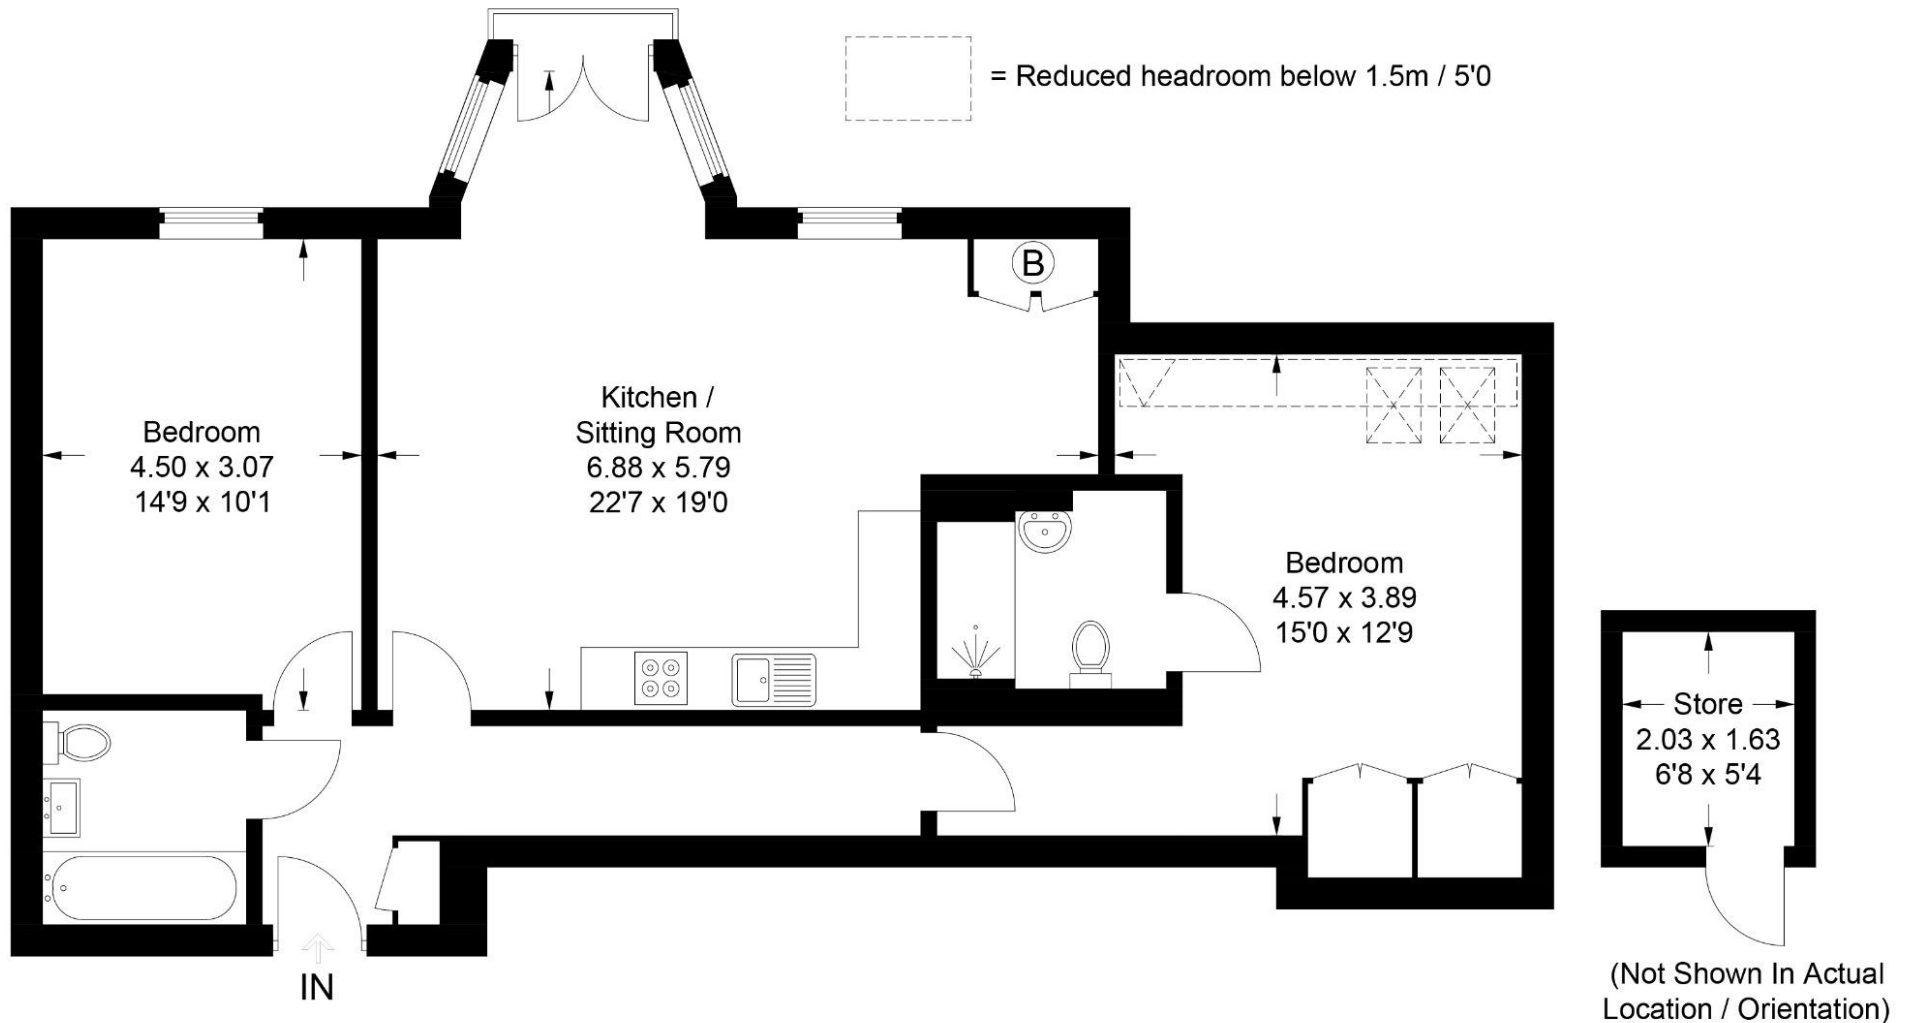 = Reduced headroom below 1.5m / 5'0
B
Kitchen /
Sitting Room
6.88 x 5.79
22'7 x 19'0
Bedroom
4.50 x 3.07
14'9 x 10'1
Bedroom
4.57 x 3.89
15'0 x 12'9
Store
2.03 x 1.63
6'8 x 5'4
IN
(Not Shown In Actual
Location / Orientation)